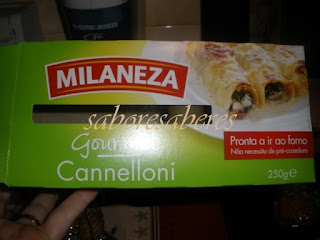 MILANEZA
saboresaberes
Gourmet
Cannelloni
Pronta a ir ao forno
Não necessita de pré-cozedura
250g e